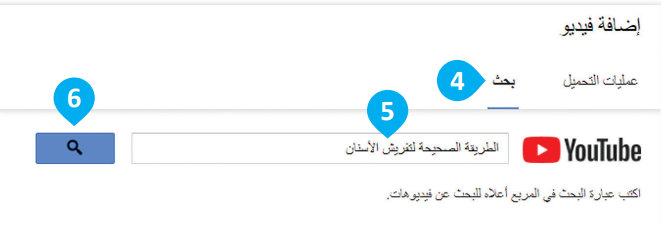 إضافة فيديو
عمليات التحميل
بحث
4
5
6
YouTube
الطريقة الصحيحة لتفريش الأسنان
اكتب عبارة البحث في المربع أعلاه للبحث عن فيديوهات.